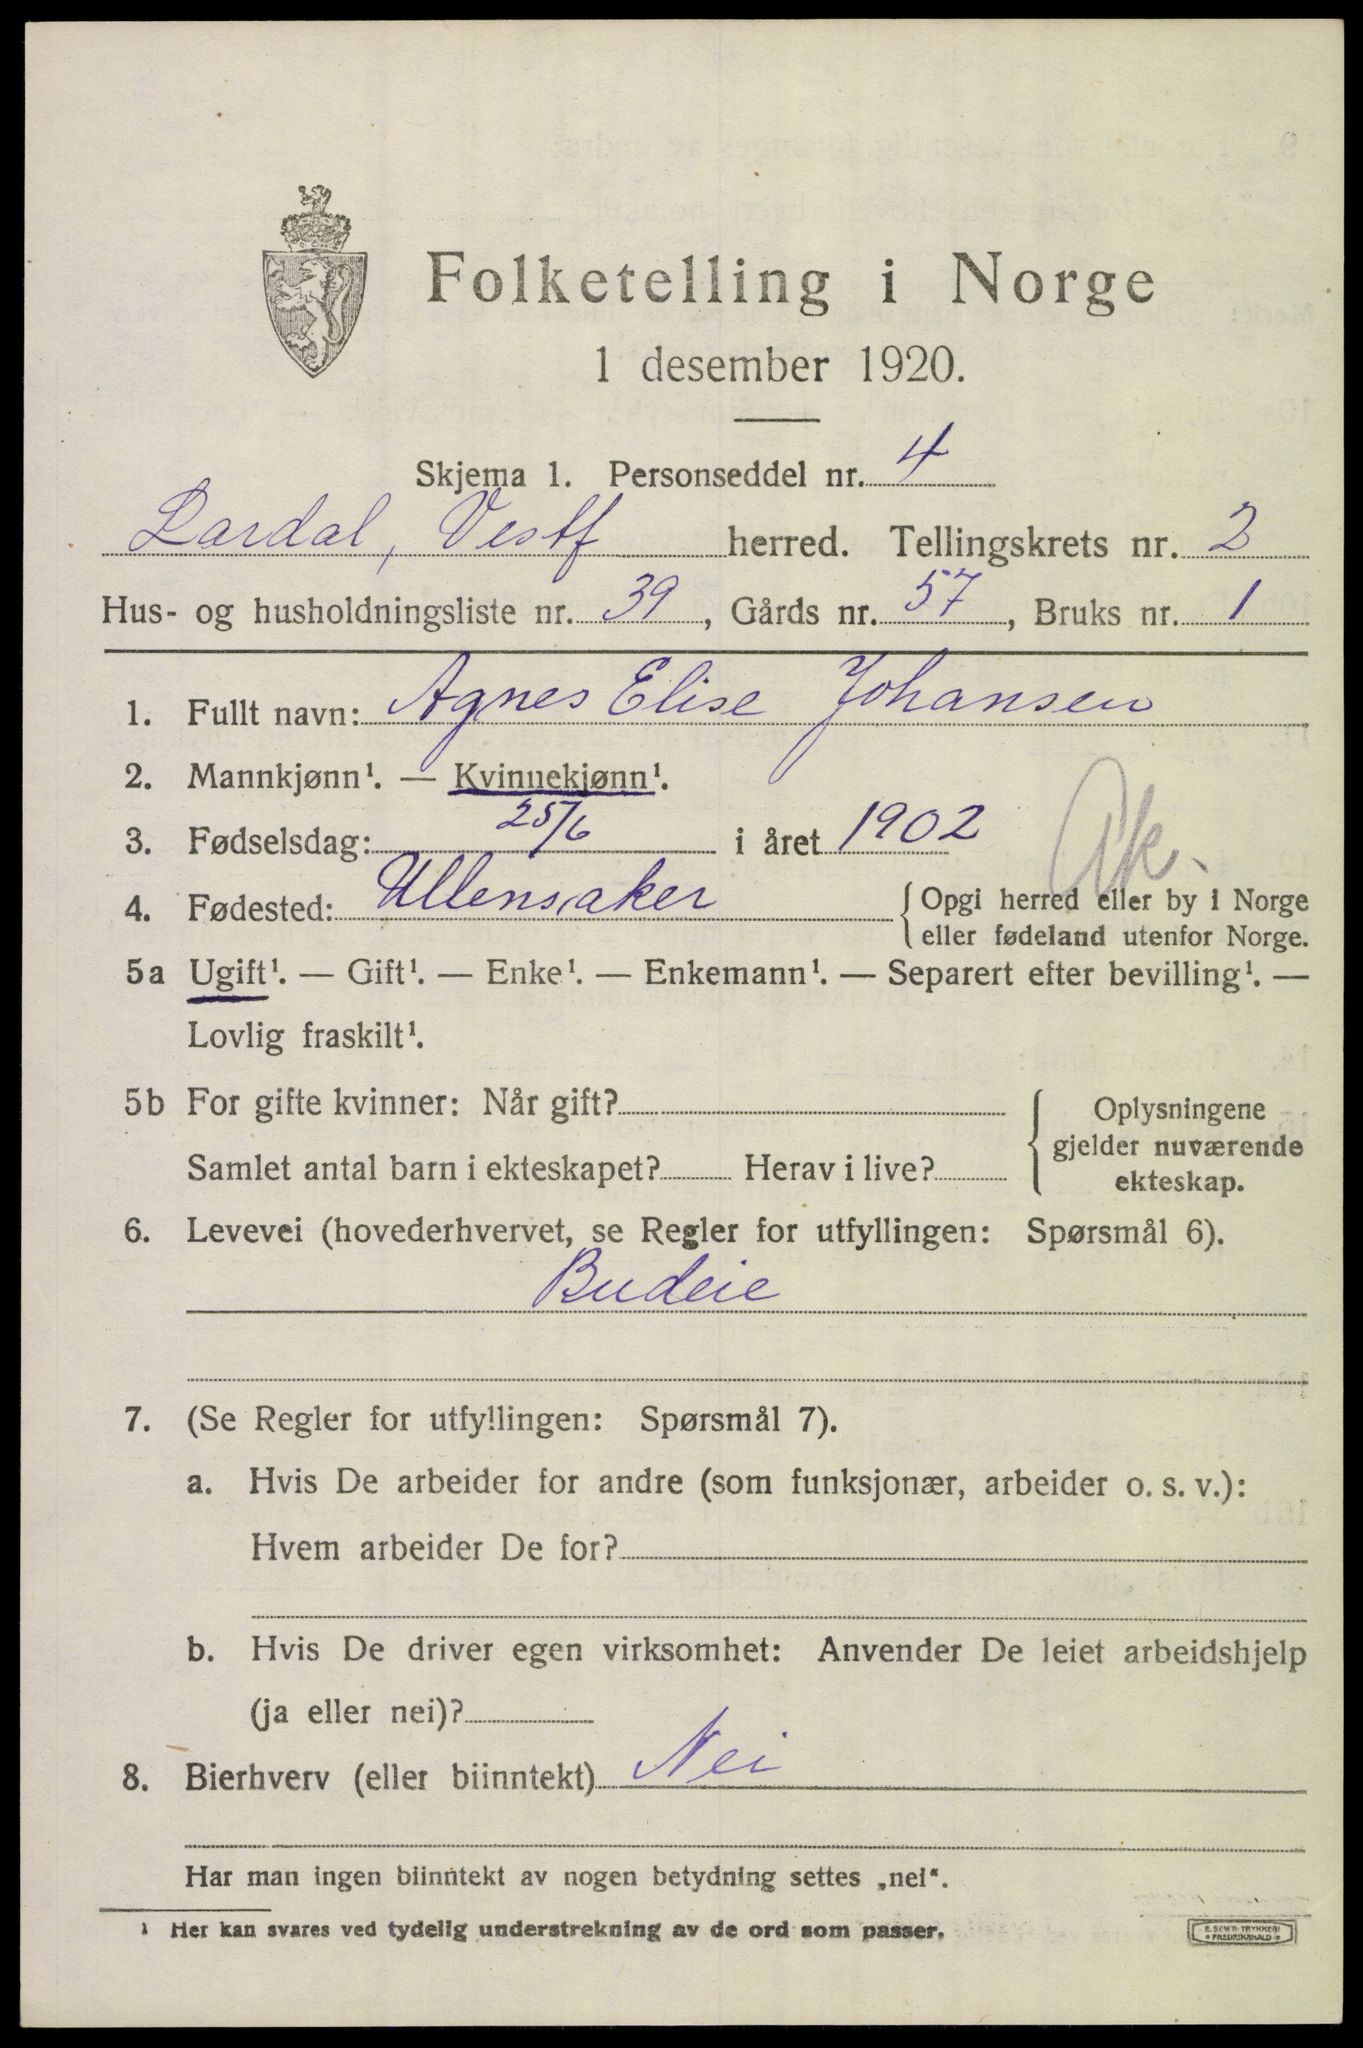 Folketelling i Norge
1 desember 1920.
Skjema 1. Personseddel nr. 4
Lardal, Vestf herred. Tellingskrets nr. 2
Hus- og husholdningsliste nr. 39, Gårds nr. 57, Bruks nr. 1
1. Fullt navn: Agnes Elise Johansen
2. Mannkjønn¹. — Kvinnekjønn¹.
3. Fødselsdag: 25/6 i året 1902
Ak.
4. Fødested: Ullensaker { Opgi herred eller by i Norge
eller fødeland utenfor Norge.
5a Ugift¹. — Gift¹. — Enke¹. — Enkemann¹. — Separert efter bevilling¹. —
Lovlig fraskilt¹.
5b For gifte kvinner: Når gift?
Samlet antal barn i ekteskapet? Herav i live?
Oplysningene
gjelder nuværende
ekteskap.
6. Levevei (hovederhvervet, se Regler for utfyllingen: Spørsmål 6).
Budeie
7. (Se Regler for utfyllingen: Spørsmål 7).
a. Hvis De arbeider for andre (som funksjonær, arbeider o. s. v.):
Hvem arbeider De for?
b. Hvis De driver egen virksomhet: Anvender De leiet arbeidshjelp
(ja eller nei)?
8. Bierhverv (eller biinntekt) Nei
Har man ingen biinntekt av nogen betydning settes „nei“.
¹ Her kan svares ved tydelig understrekning av de ord som passer.
E. SEM'S TRYKKERI
FREDRIKSHALD